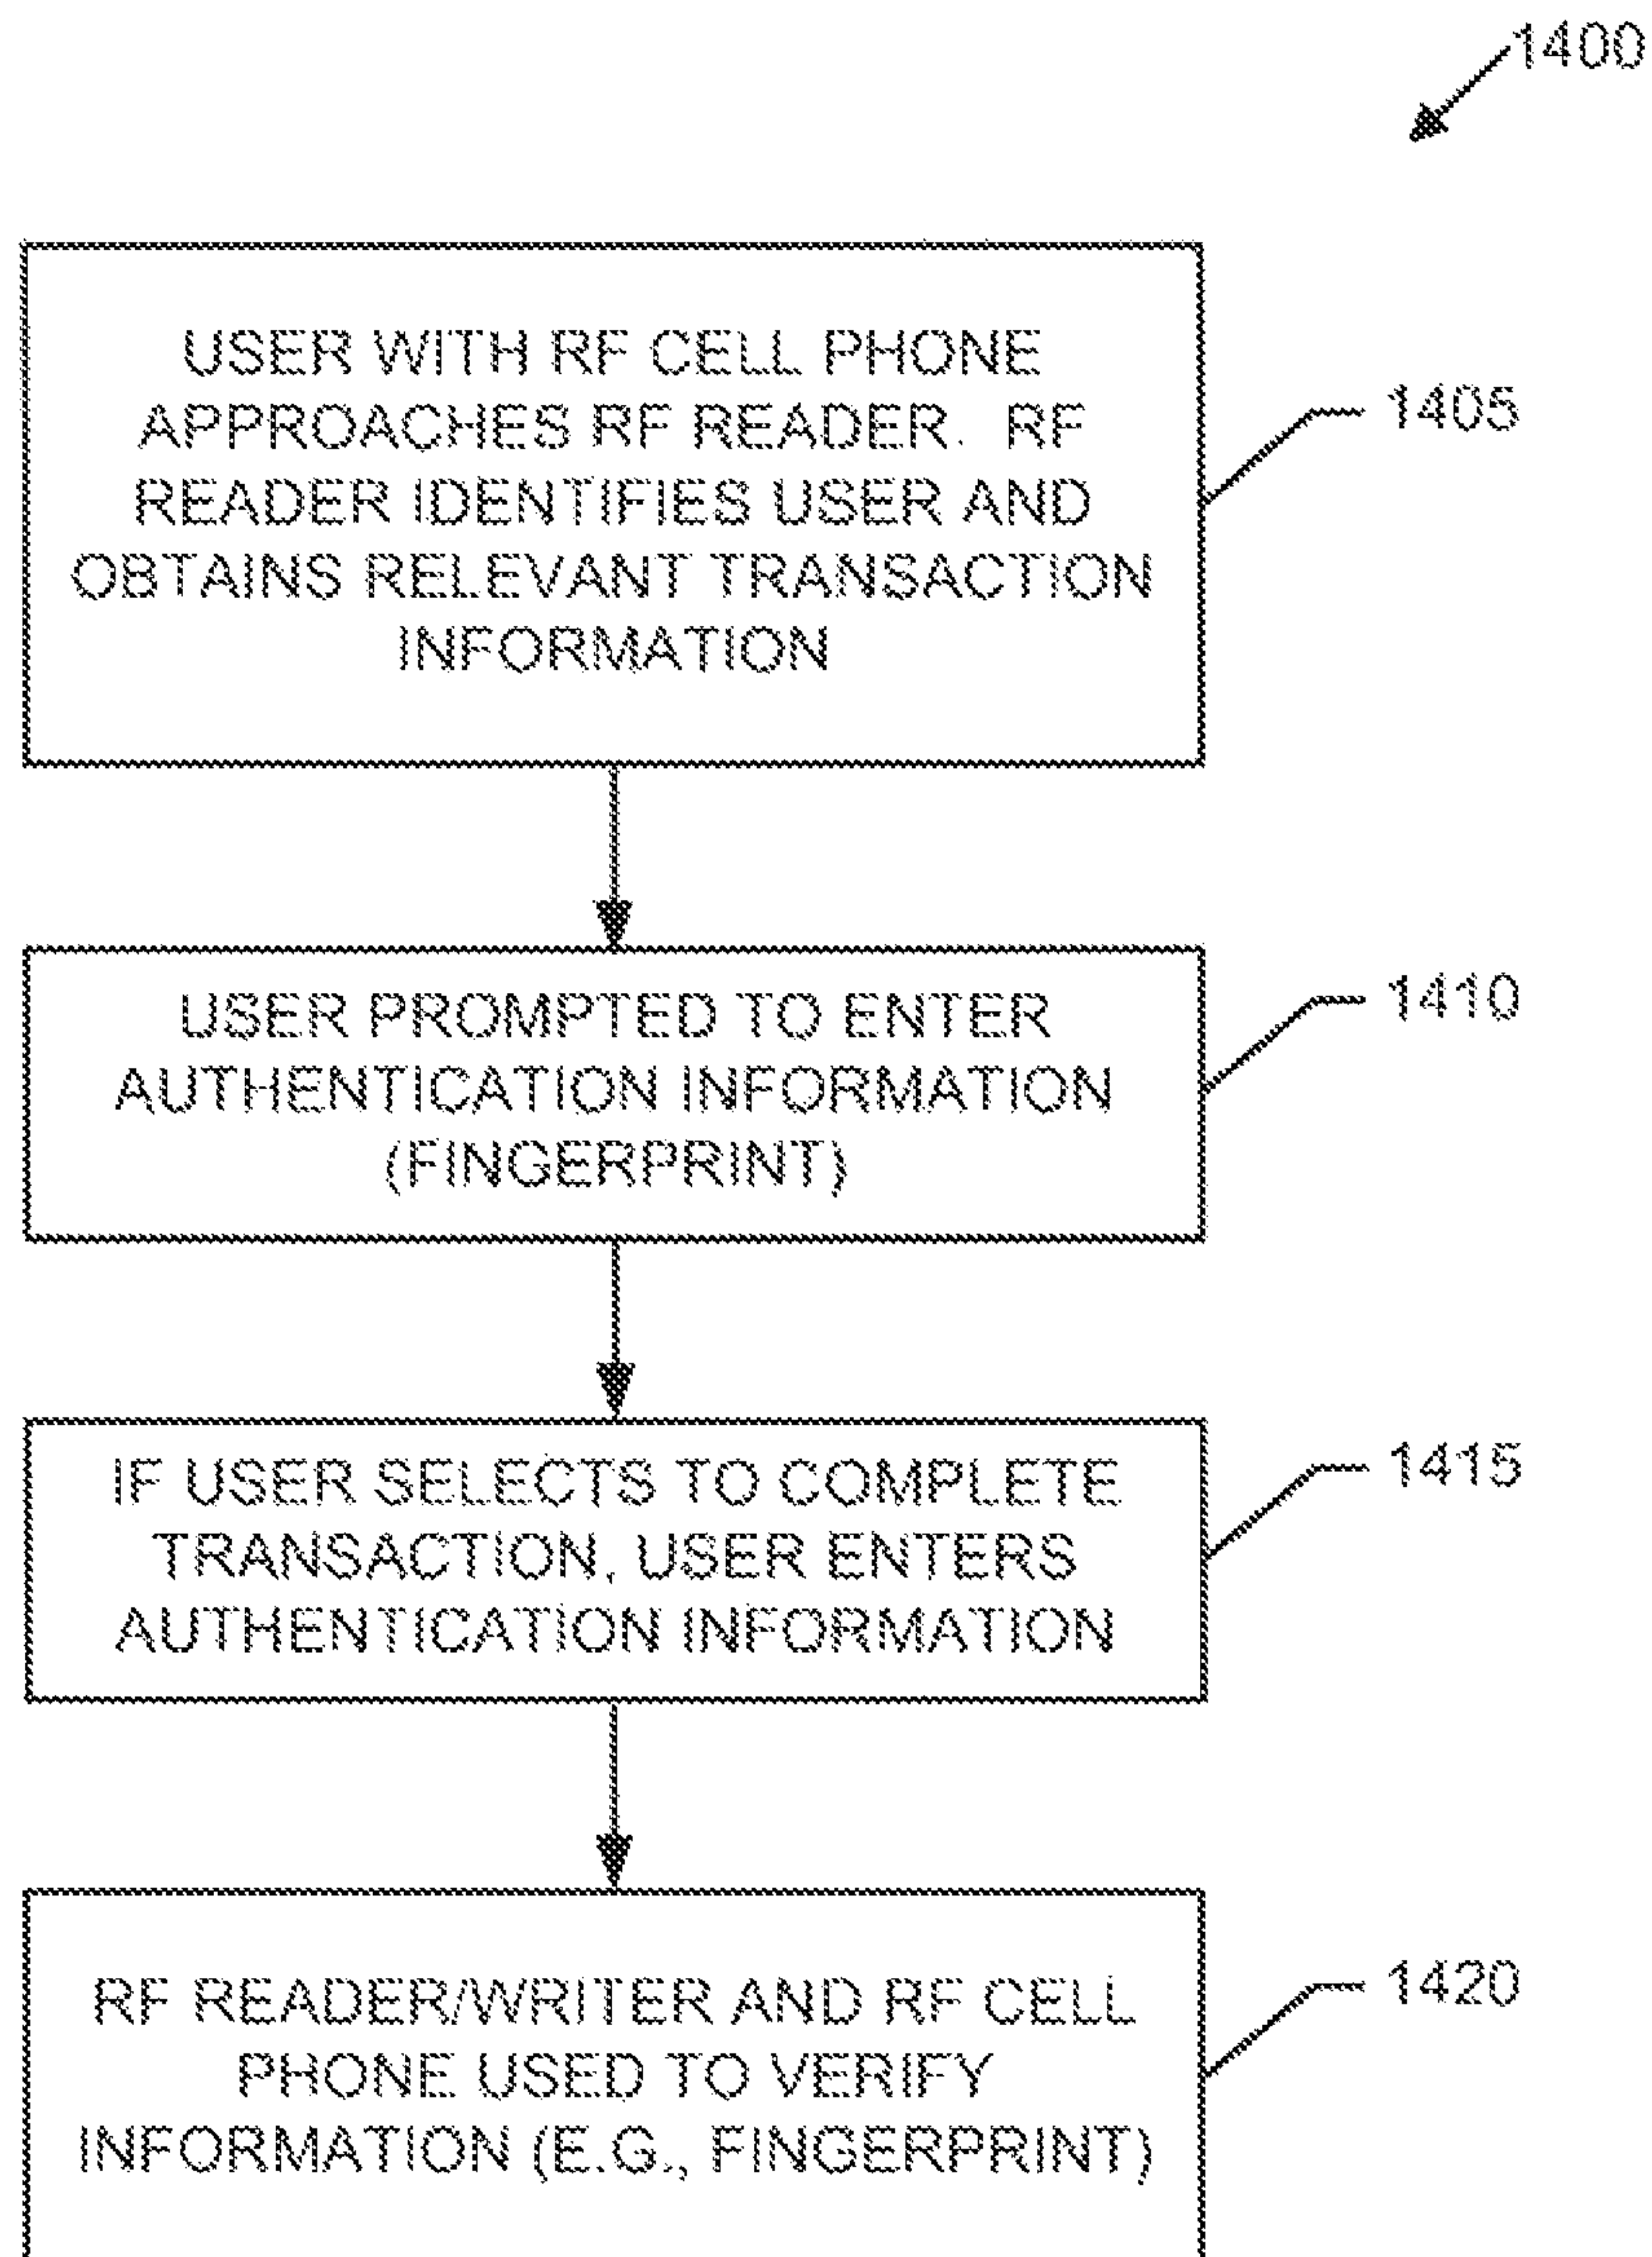 1400
USER WITH RF CELL PHONE
APPROACHES RF READER. RF
READER IDENTIFIES USER AND
OBTAINS RELEVANT TRANSACTION
INFORMATION
1405
USER PROMPTED TO ENTER
AUTHENTICATION INFORMATION
(FINGERPRINT)
1410
IF USER SELECTS TO COMPLETE
TRANSACTION, USER ENTERS
AUTHENTICATION INFORMATION
1415
RF READER/WRITER AND RF CELL
PHONE USED TO VERIFY
INFORMATION (E.G., FINGERPRINT)
1420